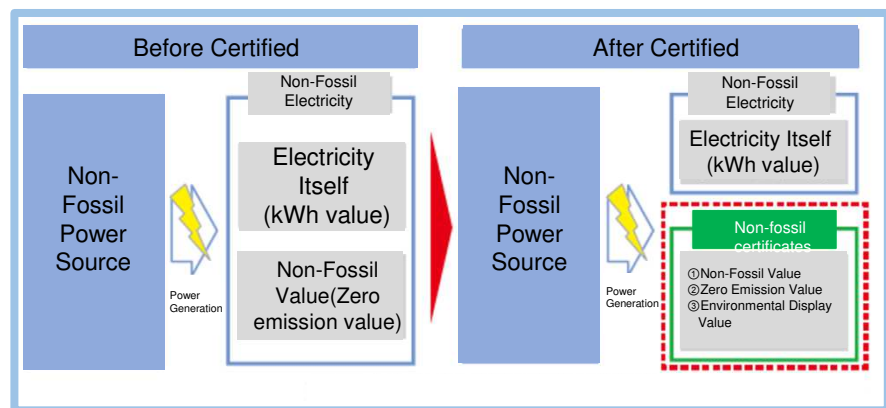 Before Certified
Non-Fossil
Electricity
Non-
Fossil
Power
Source
Power
Generation
Electricity
Itself
(kWh value)
Non-Fossil
Value(Zero
emission value)
After Certified
Non-
Fossil
Power
Source
Power
Generation
Non-Fossil
Electricity
Electricity Itself
(kWh value)
Non-fossil
certificates
①Non-Fossil Value
②Zero Emission Value
③Environmental Display
Value